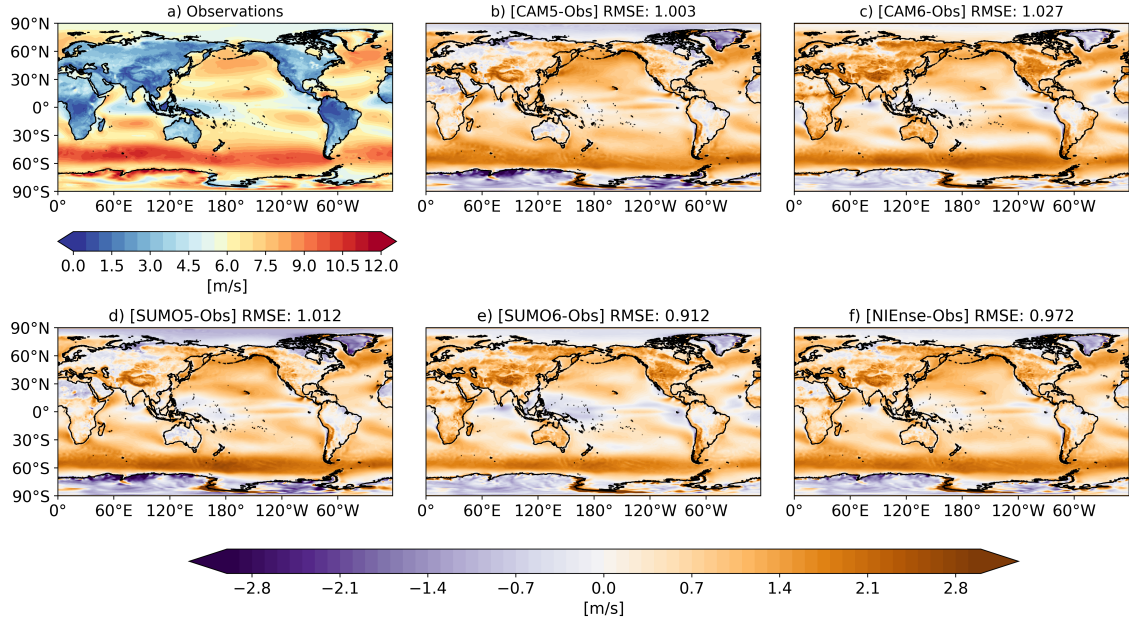 a) Observations
b) [CAM5-Obs] RMSE: 1.003
c) [CAM6-Obs] RMSE: 1.027
90°N
60°N
30°N
0°
30°S
60°S
90°S
0° 60°E 120°E 180° 120°W 60°W
0° 60°E 120°E 180° 120°W 60°W
0° 60°E 120°E 180° 120°W 60°W
0.0 1.5 3.0 4.5 6.0 7.5 9.0 10.5 12.0
[m/s]
d) [SUMO5-Obs] RMSE: 1.012
e) [SUMO6-Obs] RMSE: 0.912
f) [NIEnse-Obs] RMSE: 0.972
90°N
60°N
30°N
0°
30°S
60°S
90°S
0° 60°E 120°E 180° 120°W 60°W
0° 60°E 120°E 180° 120°W 60°W
0° 60°E 120°E 180° 120°W 60°W
−2.8 −2.1 −1.4 −0.7 0.0 0.7 1.4 2.1 2.8
[m/s]